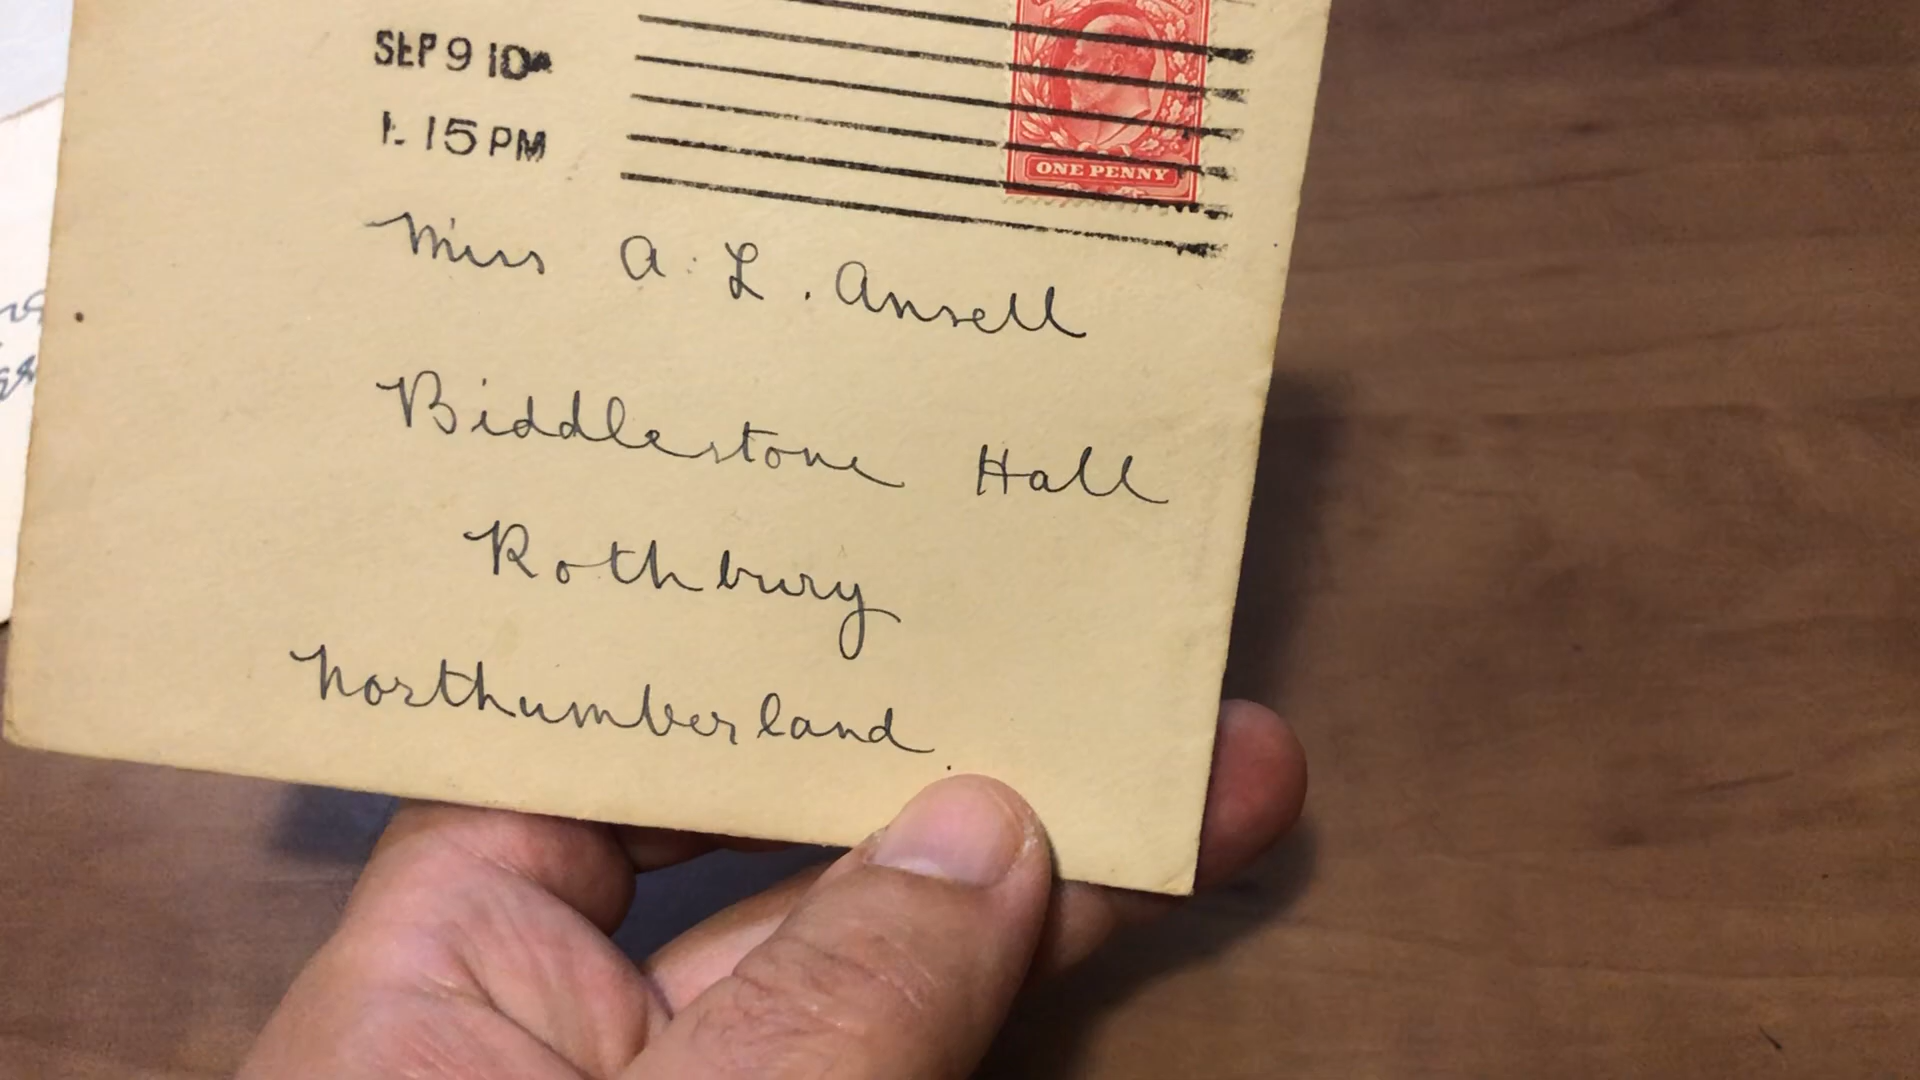 SEP 9 10
1. 15 PM
ONE PENNY
Miss A. L. Ansell
Biddlestone Hall
Rothbury
Northumberland.